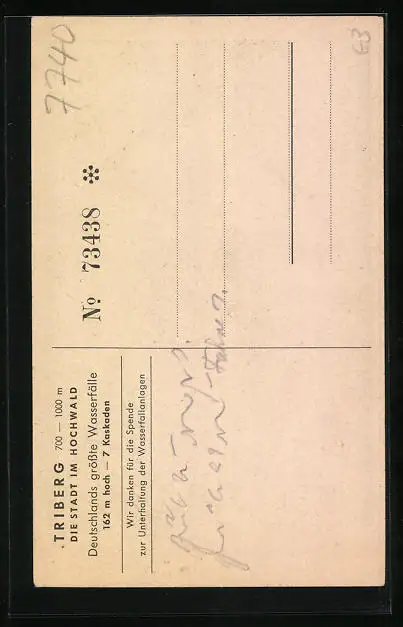 TRIBERG 700 — 1000 m
DIE STADT IM HOCHWALD
Deutschlands größte Wasserfälle
162 m hoch — 7 Kaskaden
Wir danken für die Spende
zur Unterhaltung der Wasserfallanlagen
Nº 73438 *
7740
E3